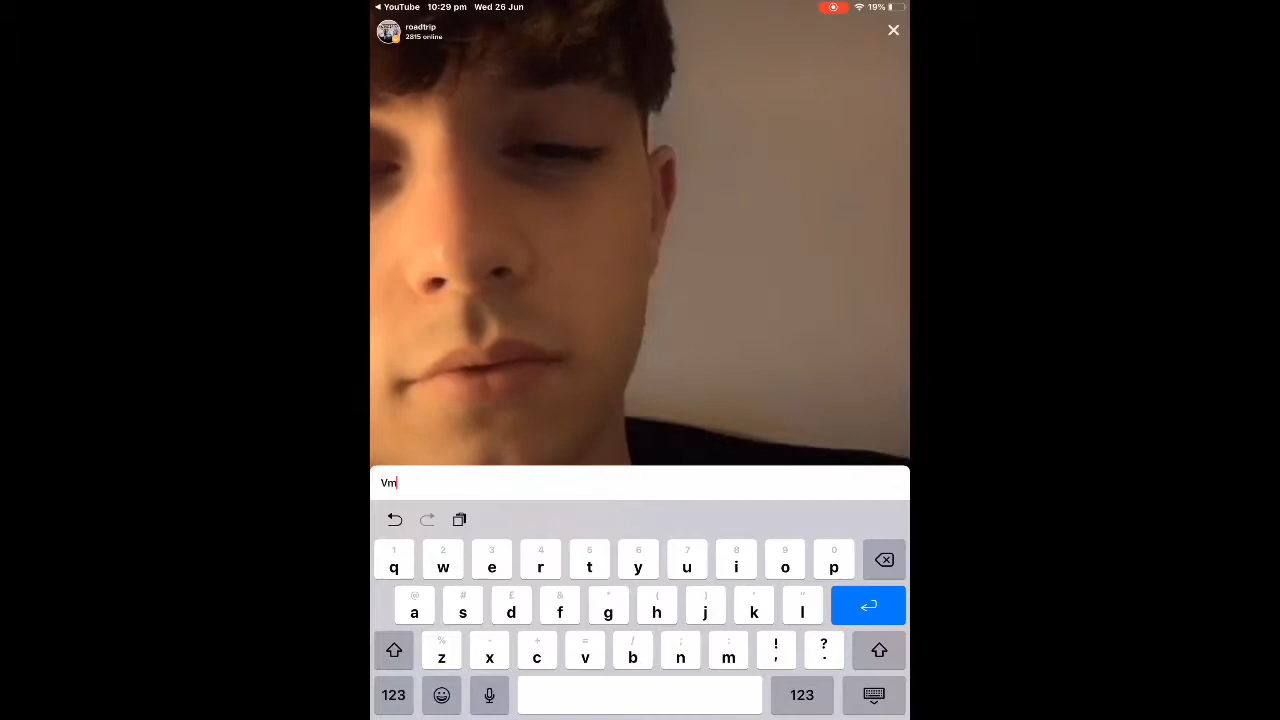 YouTube 10:29 pm Wed 26 Jun 19%
roadtrip
2815 online
Vm
1 2 3 4 5 6 7 8 9 0
q w e r t y u i o p
@ # £ & * ( ) ' "
a s d f g h j k l
% - + = / ; : ! ?
z x c v b n m , .
123 123